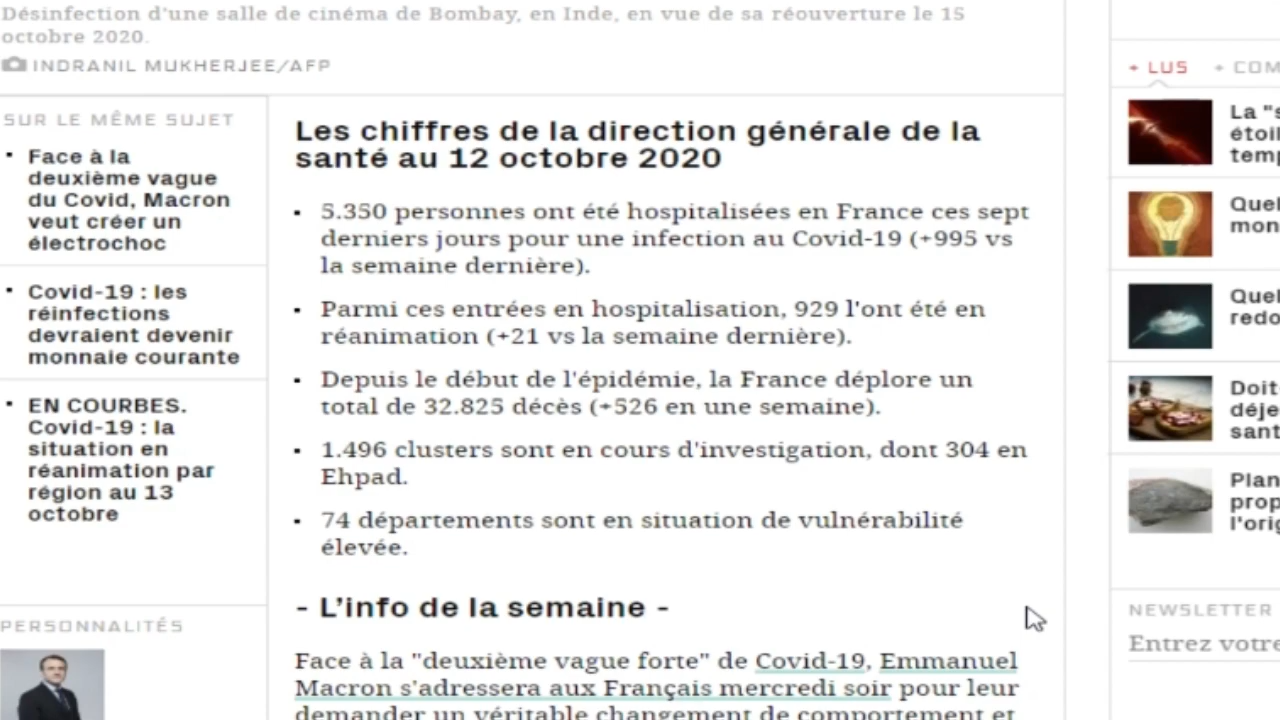 Désinfection d'une salle de cinéma de Bombay, en Inde, en vue de sa réouverture le 15
octobre 2020.
INDRANIL MUKHERJEE/AFP
SUR LE MÊME SUJET
Face à la
deuxième vague
du Covid, Macron
veut créer un
électrochoc
Covid-19 : les
réinfections
devraient devenir
monnaie courante
EN COURBES.
Covid-19 : la
situation en
réanimation par
région au 13
octobre
PERSONNALITÉS
Les chiffres de la direction générale de la
santé au 12 octobre 2020
5.350 personnes ont été hospitalisées en France ces sept
derniers jours pour une infection au Covid-19 (+995 vs
la semaine dernière).
Parmi ces entrées en hospitalisation, 929 l'ont été en
réanimation (+21 vs la semaine dernière).
Depuis le début de l'épidémie, la France déplore un
total de 32.825 décès (+526 en une semaine).
1.496 clusters sont en cours d'investigation, dont 304 en
Ehpad.
74 départements sont en situation de vulnérabilité
élevée.
- L'info de la semaine -
Face à la "deuxième vague forte" de Covid-19, Emmanuel
Macron s'adressera aux Français mercredi soir pour leur
demander un véritable changement de comportement et
+ LUS + COM
La "s
étoil
temp
Quel
mon
Quel
redo
Doit-
déje
sant
Plan
prop
l'orig
NEWSLETTER
Entrez votre